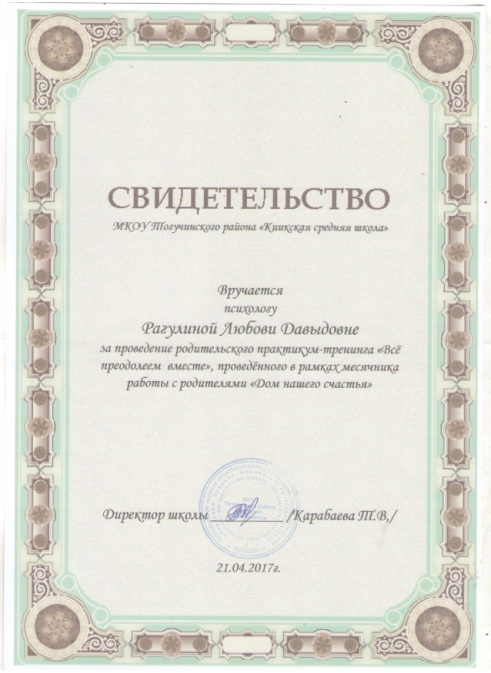 СВИДЕТЕЛЬСТВО
МКОУ Тогучинского района «Киикская средняя школа»
Вручается
психологу
Рагулиной Любови Давыдовне
за проведение родительского практикум-тренинга «Всё
преодолеем вместе», проведённого в рамках месячника
работы с родителями «Дом нашего счастья»
Директор школы ____________ /Карабаева Т.В,/
21.04.2017г.